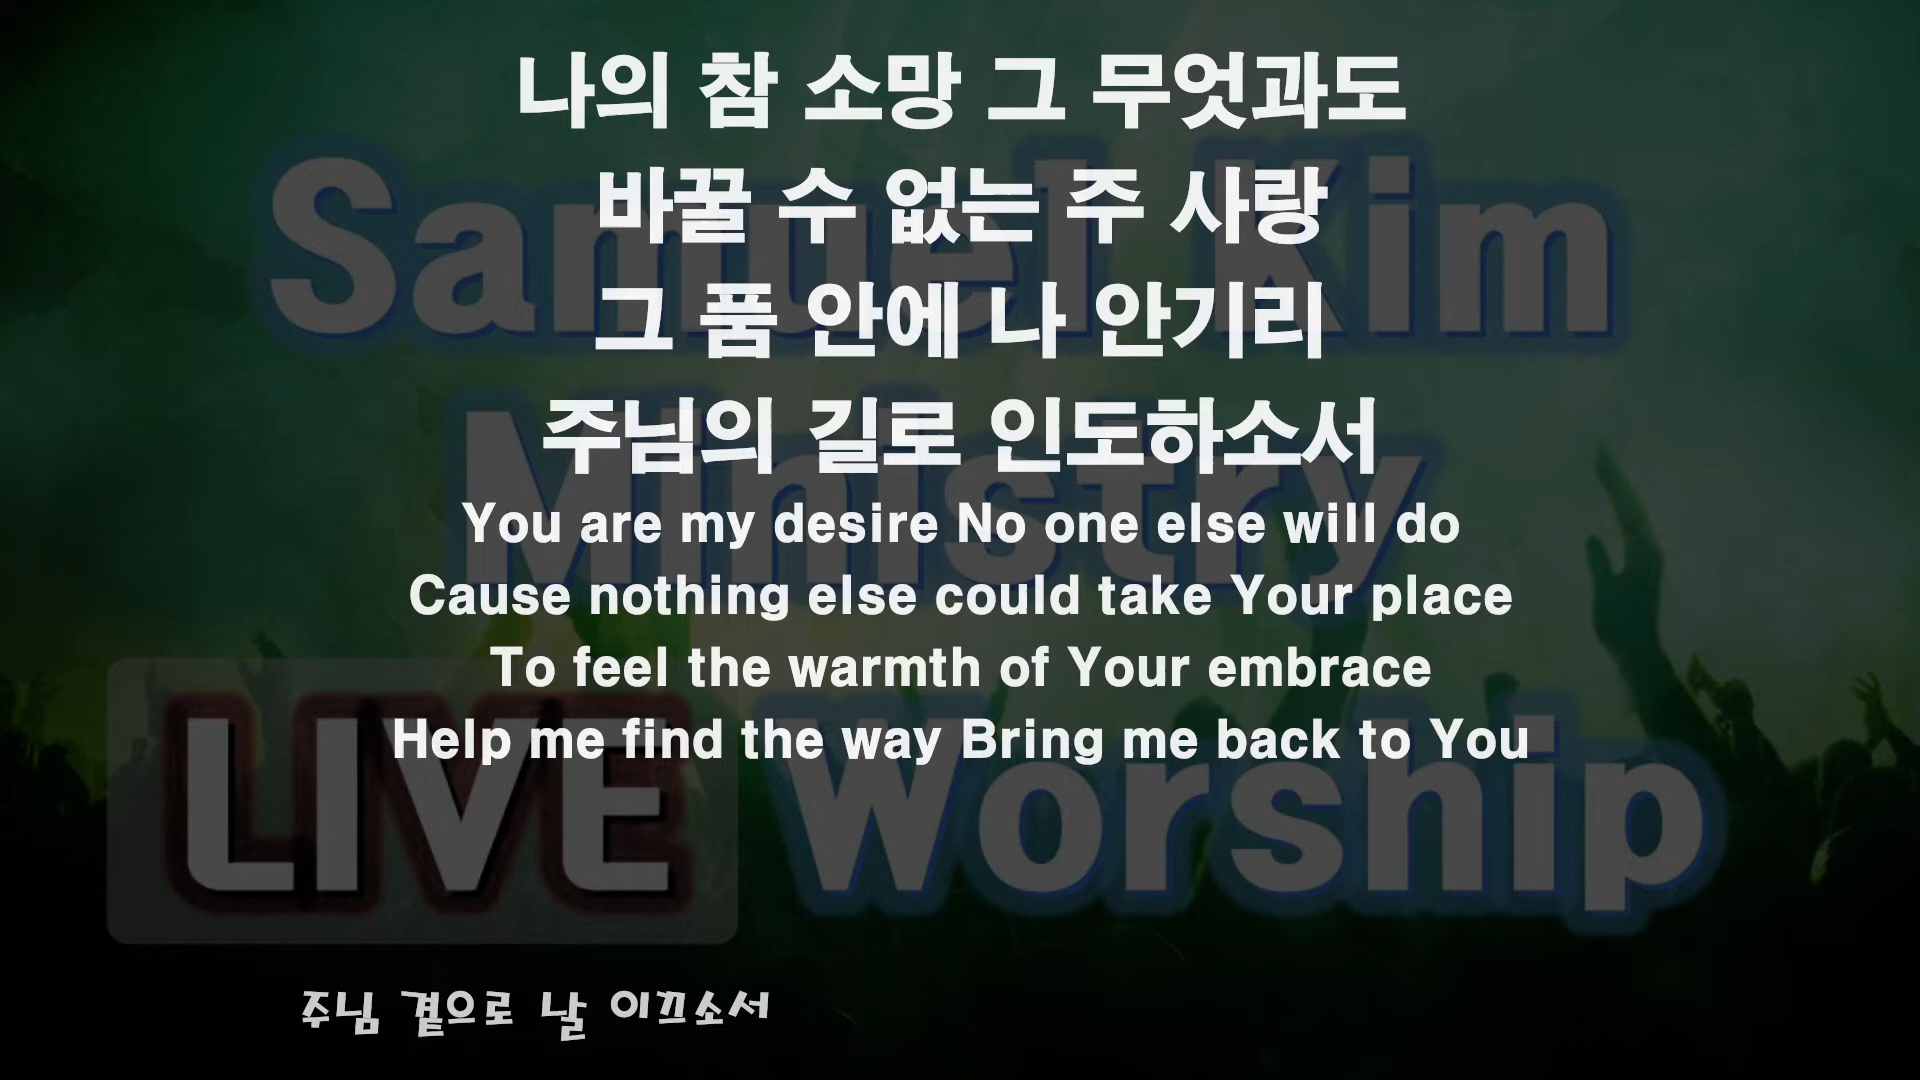 나의 참 소망 그 무엇과도
바꿀 수 없는 주 사랑
그 품 안에 나 안기리
주님의 길로 인도하소서
You are my desire No one else will do
Cause nothing else could take Your place
To feel the warmth of Your embrace
Help me find the way Bring me back to You
Samuel Kim
Ministry
LIVE Worship
주님 곁으로 날 이끄소서